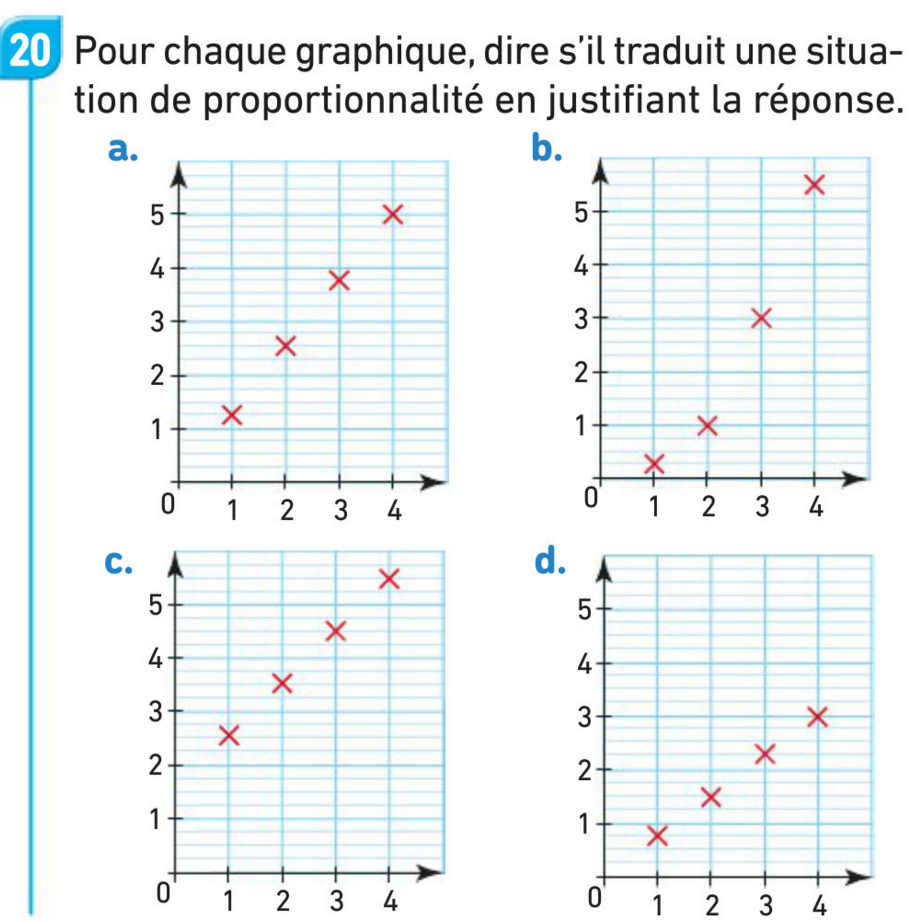 20 Pour chaque graphique, dire s'il traduit une situa-
tion de proportionnalité en justifiant la réponse.
a.
5
4
3
2
1
0 1 2 3 4
b.
5
4
3
2
1
0 1 2 3 4
c.
5
4
3
2
1
0 1 2 3 4
d.
5
4
3
2
1
0 1 2 3 4